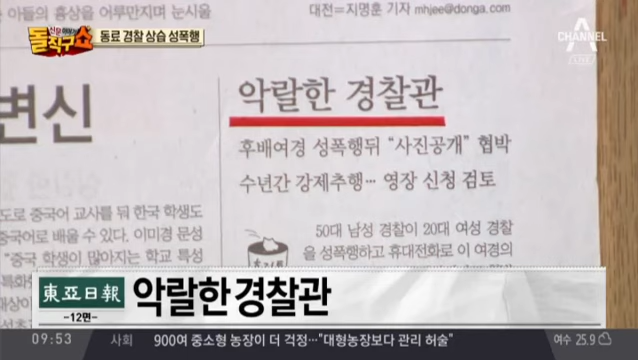 아들의 흉상을 어루만지며 눈시울
대전=지명훈 기자 mhjee@donga.com
돌직구쇼
동료 경찰 상습 성폭행
CHANNEL A
변신
악랄한 경찰관
후배여경 성폭행뒤 “사진공개” 협박
수년간 강제추행… 영장 신청 검토
도로 중국어 교사를 둬 한국 학생도
국어로 배울 수 있다. 이미경 문성
“중국 학생이 많아지는 학교 특성
50대 남성 경찰이 20대 여성 경찰
을 성폭행하고 휴대전화로 이 여경의
東亞日報
-12면-
악랄한 경찰관
09:53
사회
900여 중소형 농장이 더 걱정…"대형농장보다 관리 허술"
여수 25.9